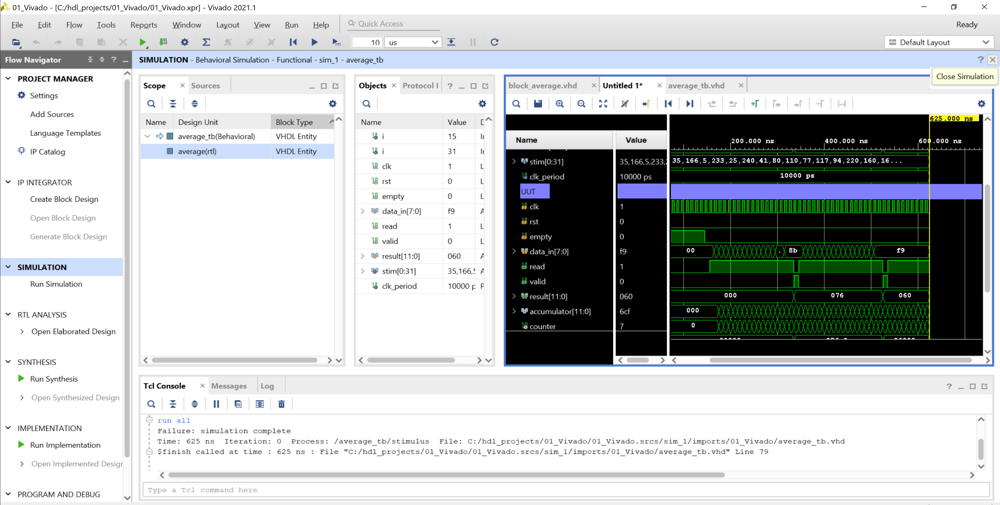 01_Vivado - [C:/hdl_projects/01_Vivado/01_Vivado.xpr] - Vivado 2021.1
File Edit Flow Tools Reports Window Layout View Run Help Quick Access
Ready
10 us
Default Layout
Flow Navigator
SIMULATION - Behavioral Simulation - Functional - sim_1 - average_tb
Close Simulation
PROJECT MANAGER
Settings
Add Sources
Language Templates
IP Catalog
IP INTEGRATOR
Create Block Design
Open Block Design
Generate Block Design
SIMULATION
Run Simulation
RTL ANALYSIS
Open Elaborated Design
SYNTHESIS
Run Synthesis
Open Synthesized Design
IMPLEMENTATION
Run Implementation
Open Implemented Desigr
PROGRAM AND DEBUG
Scope Sources
Name Design Unit Block Type
average_tb(Behavioral) VHDL Entity
average(rtl) VHDL Entity
Objects Protocol I
Name Value
i 15
i 31
clk 1 L
rst 0 L
empty 0 L
data_in[7:0] f9 A
read 1 L
valid 0 L
result[11:0] 060 A
stim[0:31] 35,166,5 A
clk_period 10000 p P
block_average.vhd Untitled 1* average_tb.vhd
Name Value
625.000 ns
200.000 ns 400.000 ns 600.000 ns
stim[0:31] 35,166,5,233,2 35,166,5,233,25,240,41,80,110,77,117,94,220,160,16...
clk_period 10000 ps 10000 ps
UUT
clk 1
rst 0
empty 0
data_in[7:0] f9 00 . 8b f9
read 1
valid 0
result[11:0] 060 000 076 060
accumulator[11:0] 6cf 000
counter 7 0
Tcl Console Messages Log
run all
Failure: simulation complete
Time: 625 ns Iteration: 0 Process: /average_tb/stimulus File: C:/hdl_projects/01_Vivado/01_Vivado.srcs/sim_1/imports/01_Vivado/average_tb.vhd
$finish called at time : 625 ns : File "C:/hdl_projects/01_Vivado/01_Vivado.srcs/sim_1/imports/01_Vivado/average_tb.vhd" Line 79
Type a Tcl command here